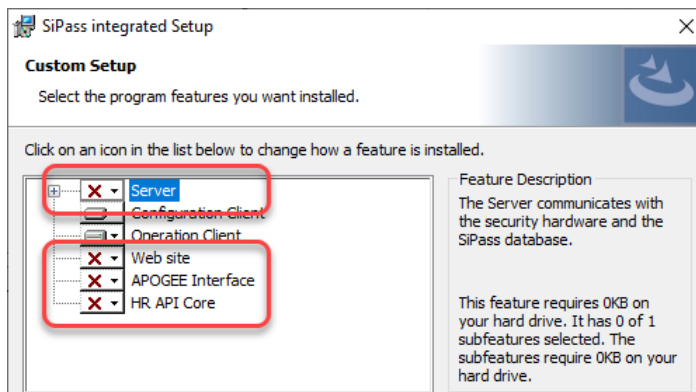 SiPass integrated Setup
Custom Setup
Select the program features you want installed.
Click on an icon in the list below to change how a feature is installed.
Server
Configuration Client
Operation Client
Web site
APOGEE Interface
HR API Core
Feature Description
The Server communicates with
the security hardware and the
SiPass database.
This feature requires 0KB on
your hard drive. It has 0 of 1
subfeatures selected. The
subfeatures require 0KB on your
hard drive.